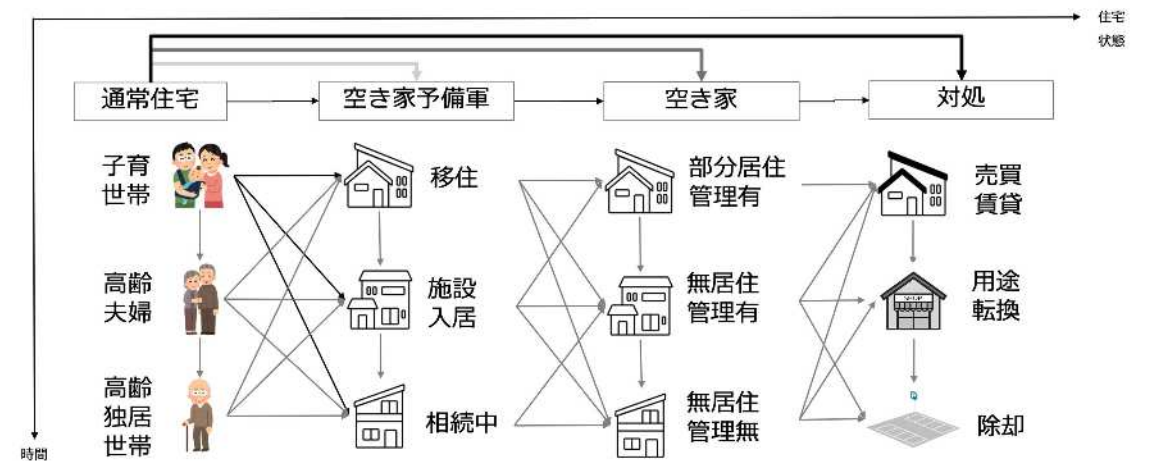 住宅
状態
通常住宅
空き家予備軍
空き家
対処
子育
世帯
移住
部分居住
管理有
売買
賃貸
高齢
夫婦
施設
入居
無居住
管理有
用途
転換
SHOP
高齢
独居
世帯
相続中
無居住
管理無
P
除却
時間